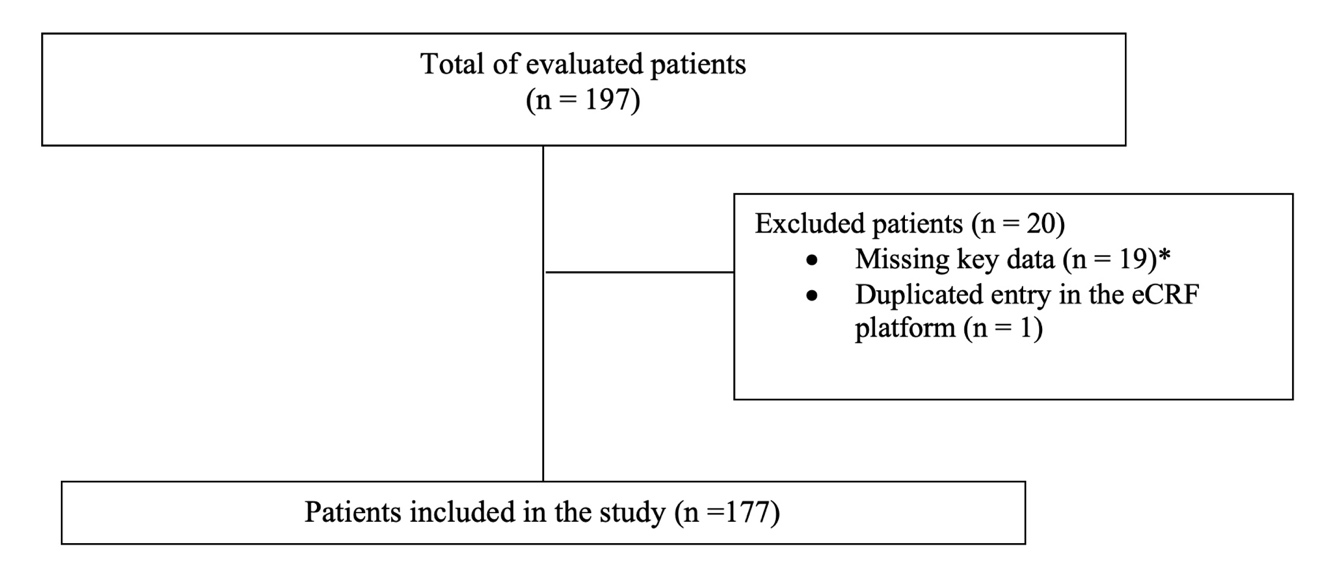 Total of evaluated patients
(n = 197)
Excluded patients (n = 20)
• Missing key data (n = 19)*
• Duplicated entry in the eCRF
platform (n = 1)
Patients included in the study (n =177)